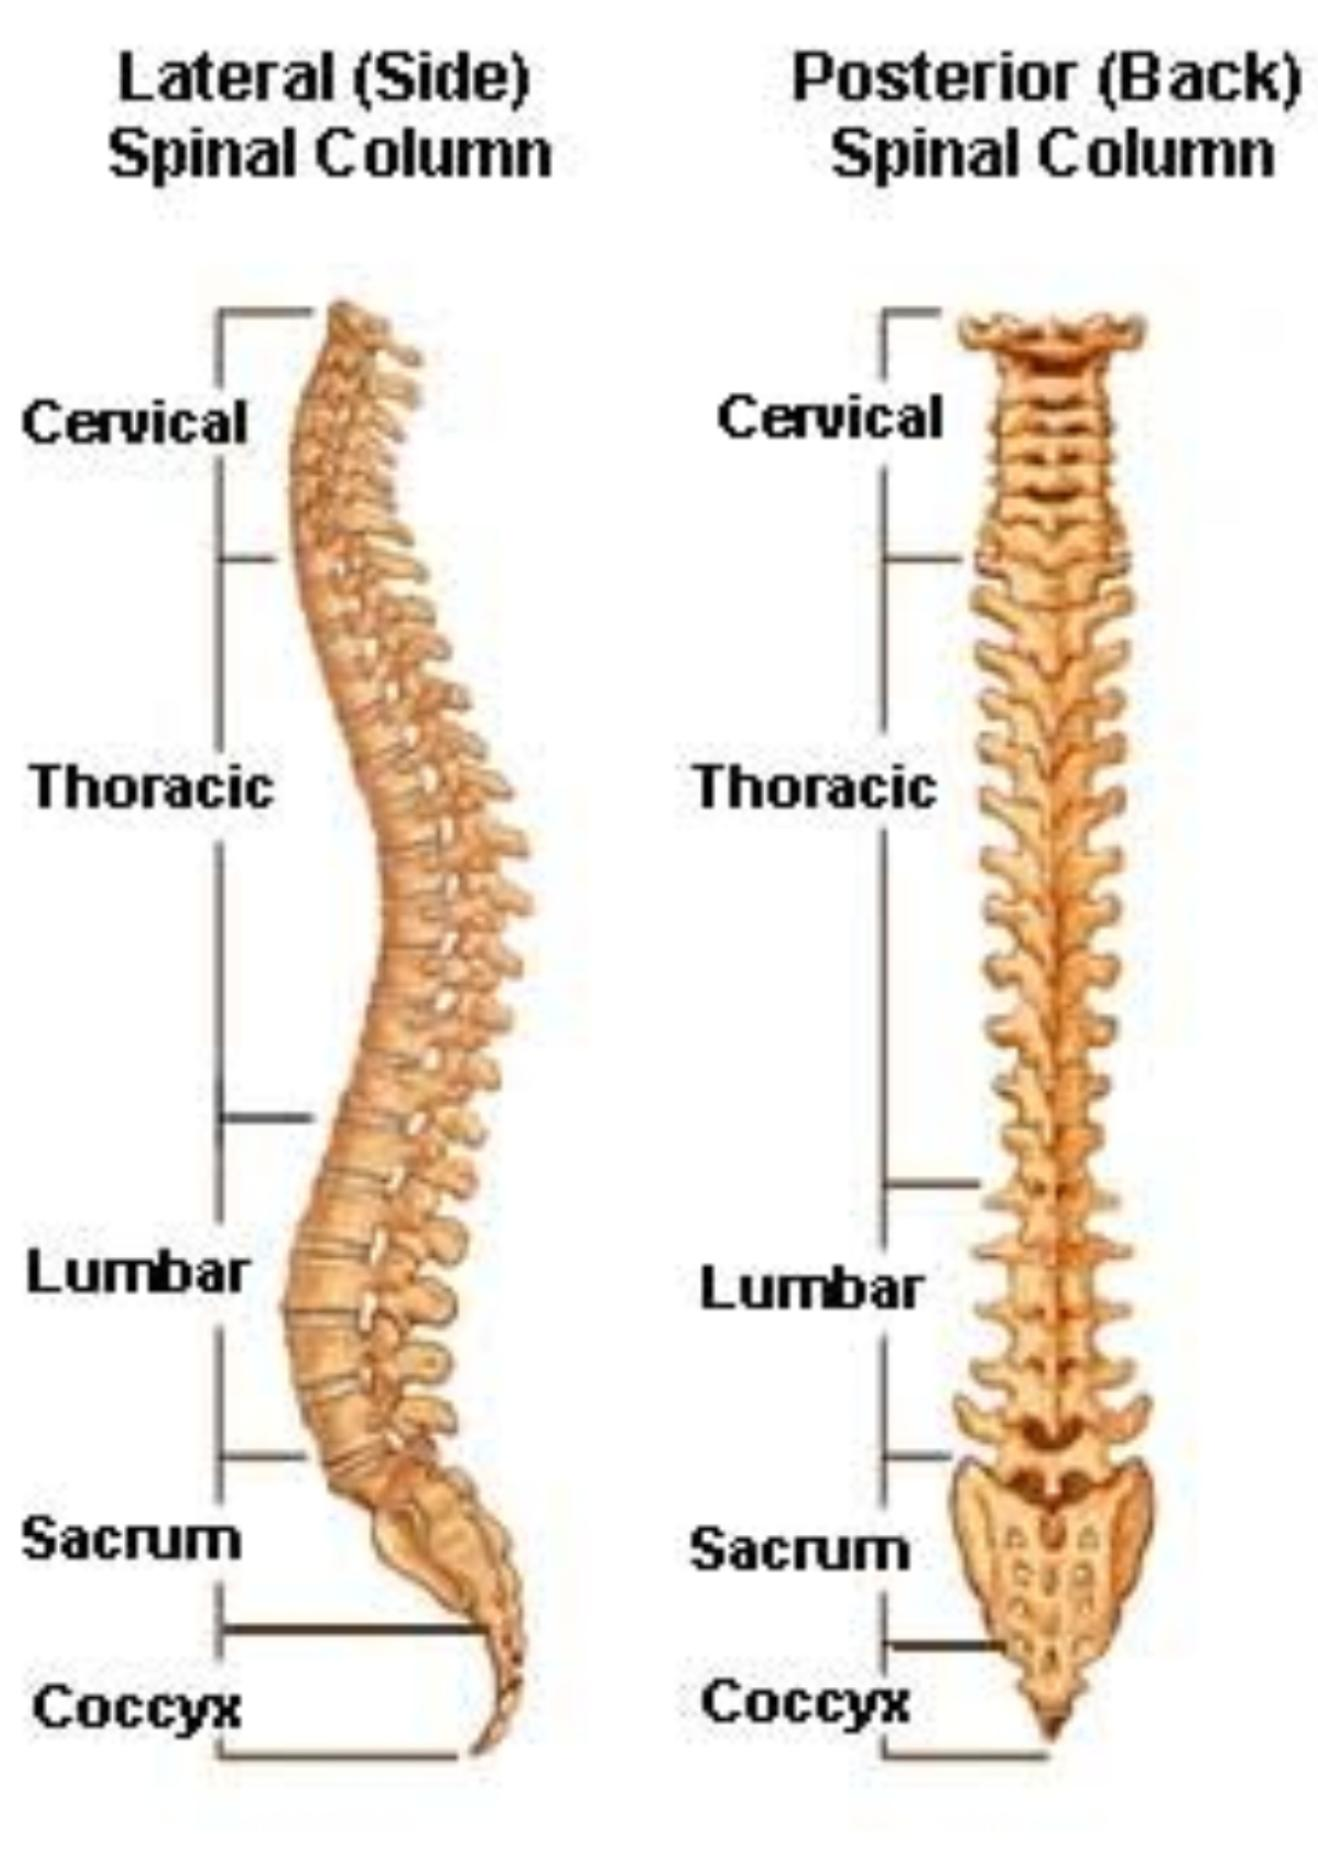 Lateral (Side)
Spinal Column
Cervical
Thoracic
Lumbar
Sacrum
Coccyx
Posterior (Back)
Spinal Column
Cervical
Thoracic
Lumbar
Sacrum
Coccyx